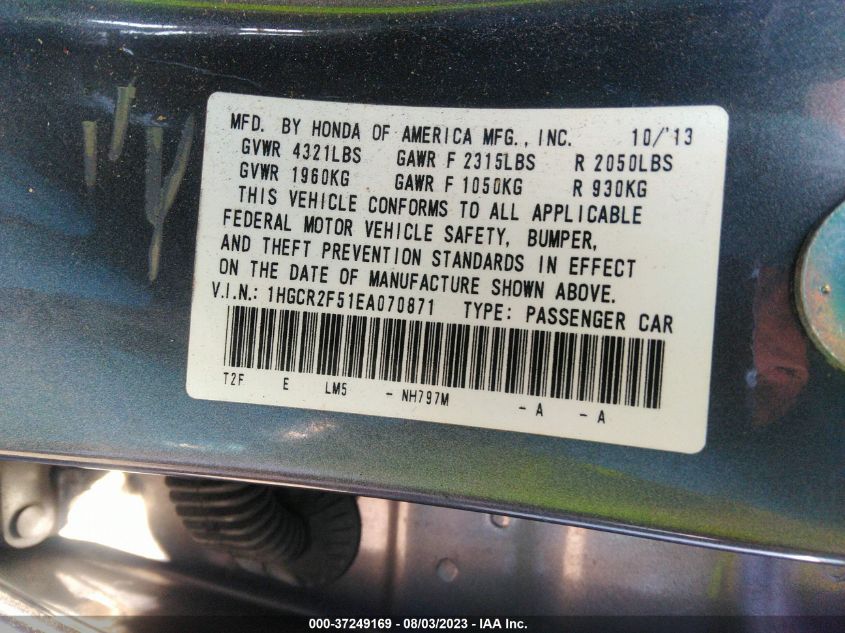 MFD. BY HONDA OF AMERICA MFG., INC. 10/'13
GVWR 4321LBS GAWR F 2315LBS R 2050LBS
GVWR 1960KG GAWR F 1050KG R 930KG
THIS VEHICLE CONFORMS TO ALL APPLICABLE
FEDERAL MOTOR VEHICLE SAFETY, BUMPER,
AND THEFT PREVENTION STANDARDS IN EFFECT
ON THE DATE OF MANUFACTURE SHOWN ABOVE.
V.I.N.: 1HGCR2F51EA070871 TYPE: PASSENGER CAR
T2F E LM5 - NH797M - A - A
000-37249169 - 08/03/2023 - IAA Inc.